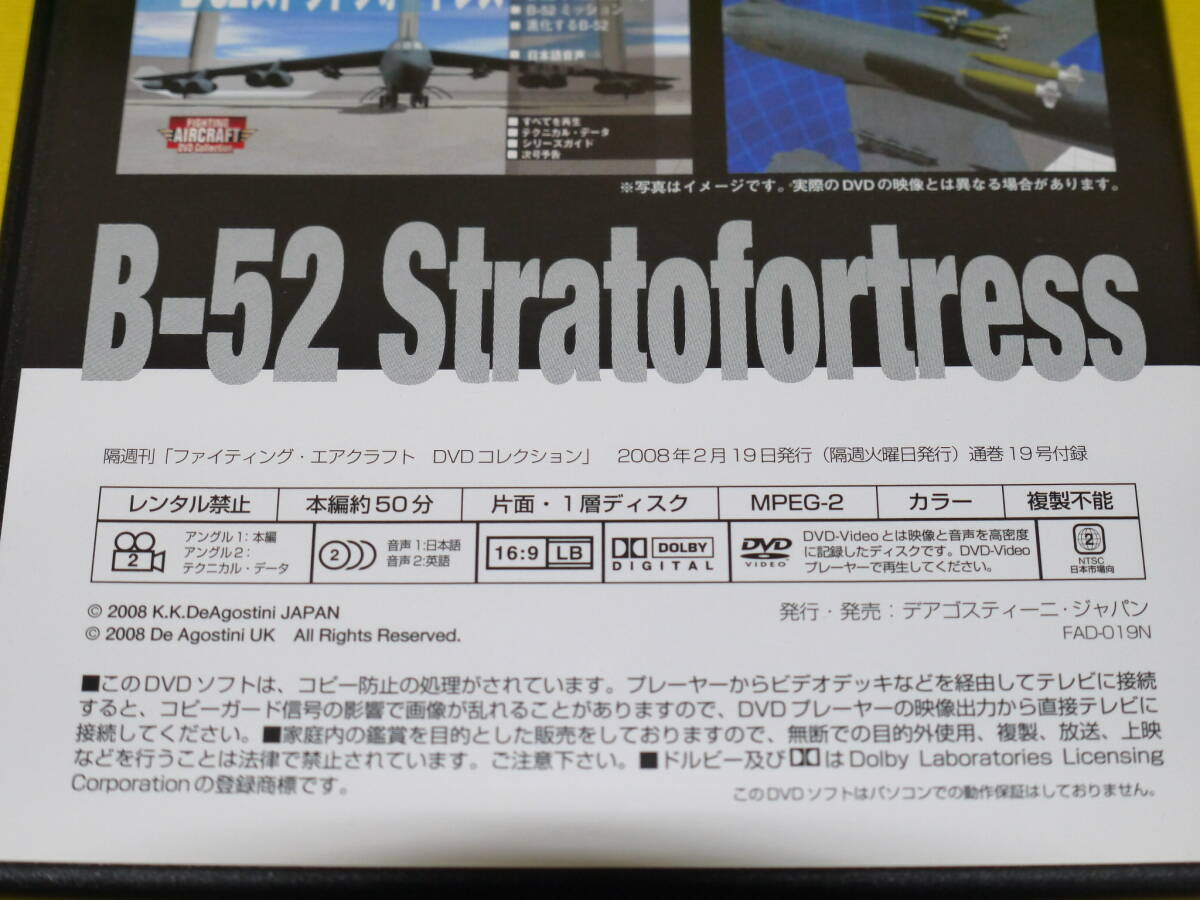 B-52ストラトフォートレス
■ B-52 ミッション
■ 進化するB-52
■ 日本語音声
■ すべてを再生
■ テクニカル・データ
■ シリーズガイド
■ 次号予告
FIGHTING
AIRCRAFT
DVD Collection
※写真はイメージです。実際のDVDの映像とは異なる場合があります。
B-52 Stratofortress
隔週刊「ファイティング・エアクラフト DVDコレクション」 2008年2月19日発行(隔週火曜日発行)通巻19号付録
レンタル禁止 本編約50分 片面・1層ディスク MPEG-2 カラー 複製不能
2
アングル1:本編
アングル2:
テクニカル・データ
2
音声1:日本語
音声2:英語
16:9 LB
DOLBY
DIGITAL
DVD
VIDEO
DVD-Videoとは映像と音声を高密度
に記録したディスクです。DVD-Video
プレーヤーで再生してください。
2
NTSC
日本市場向
© 2008 K.K.DeAgostini JAPAN
© 2008 De Agostini UK All Rights Reserved.
発行・発売:デアゴスティーニ・ジャパン
FAD-019N
■このDVDソフトは、コピー防止の処理がされています。プレーヤーからビデオデッキなどを経由してテレビに接続
すると、コピーガード信号の影響で画像が乱れることがありますので、DVDプレーヤーの映像出力から直接テレビに
接続してください。■家庭内の鑑賞を目的とした販売をしておりますので、無断での目的外使用、複製、放送、上映
などを行うことは法律で禁止されています。ご注意下さい。■ドルビー及びはDolby Laboratories Licensing
Corporationの登録商標です。
このDVDソフトはパソコンでの動作保証はしておりません。